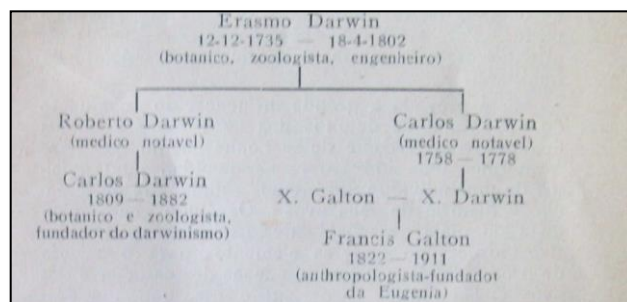 Erasmo Darwin
12-12-1735 — 18-4-1802
(botanico, zoologista, engenheiro)
Roberto Darwin
(medico notavel)
Carlos Darwin
1809 — 1882
(botanico e zoologista,
fundador do darwinismo)
Carlos Darwin
(medico notavel)
1758 — 1778
X. Galton — X. Darwin
Francis Galton
1822 — 1911
(anthropologista-fundador
da Eugenia)